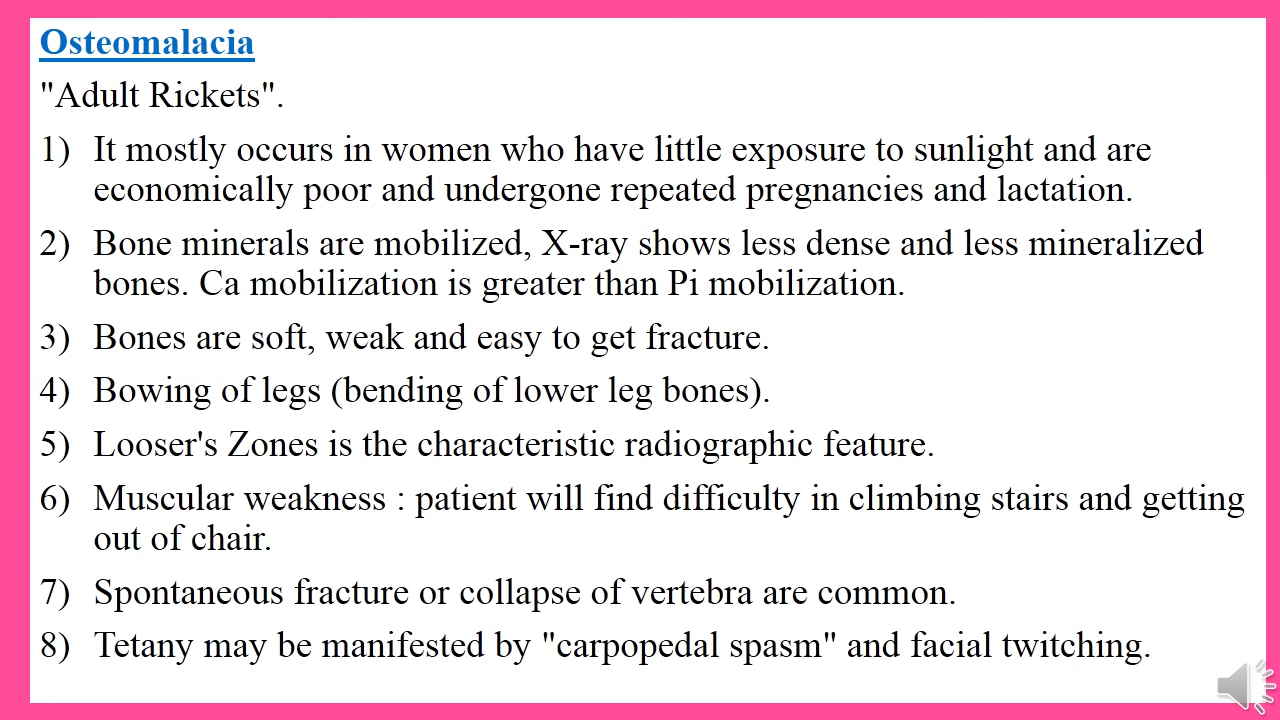 Osteomalacia
"Adult Rickets".
1) It mostly occurs in women who have little exposure to sunlight and are
economically poor and undergone repeated pregnancies and lactation.
2) Bone minerals are mobilized, X-ray shows less dense and less mineralized
bones. Ca mobilization is greater than Pi mobilization.
3) Bones are soft, weak and easy to get fracture.
4) Bowing of legs (bending of lower leg bones).
5) Looser's Zones is the characteristic radiographic feature.
6) Muscular weakness : patient will find difficulty in climbing stairs and getting
out of chair.
7) Spontaneous fracture or collapse of vertebra are common.
8) Tetany may be manifested by "carpopedal spasm" and facial twitching.